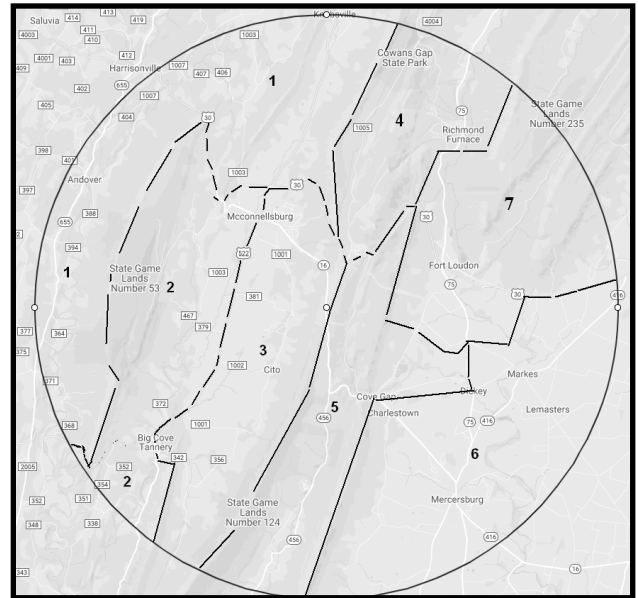 Saluvia
414
413
419
411
410
4003
4001
403
409
412
Harrisonville
1007
407
406
402
655
1007
405
404
1003
4004
Cowans Gap
State Park
1
4
1005
75
Richmond
Furnace
State Game
Lands
Number 235
30
398
1003
Andover
397
388
30
7
Mcconnellsburg
30
655
394
522
1001
16
Fort Loudon
1
State Game
Lands
Number 53
2
1003
381
75
30
416
467
379
377
364
375
3
Cito
1002
371
Markes
372
Cove Gap
Dickey
Charlestown
5
456
75
416
Lemasters
368
1001
Big Cove
Tannery
342
356
6
2005
352
354
2
351
352
348
338
State Game
Lands
Number 124
Mercersburg
456
416
16
343